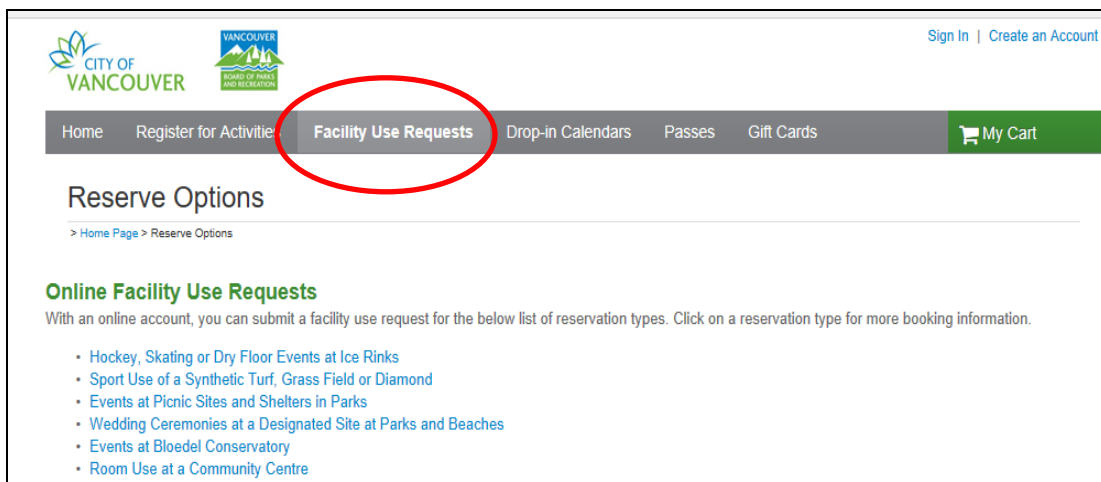 CITY OF
VANCOUVER
VANCOUVER
BOARD OF PARKS
AND RECREATION
Sign In | Create an Account
Home Register for Activities Facility Use Requests Drop-in Calendars Passes Gift Cards My Cart
Reserve Options
> Home Page > Reserve Options
Online Facility Use Requests
With an online account, you can submit a facility use request for the below list of reservation types. Click on a reservation type for more booking information.
• Hockey, Skating or Dry Floor Events at Ice Rinks
• Sport Use of a Synthetic Turf, Grass Field or Diamond
• Events at Picnic Sites and Shelters in Parks
• Wedding Ceremonies at a Designated Site at Parks and Beaches
• Events at Bloedel Conservatory
• Room Use at a Community Centre